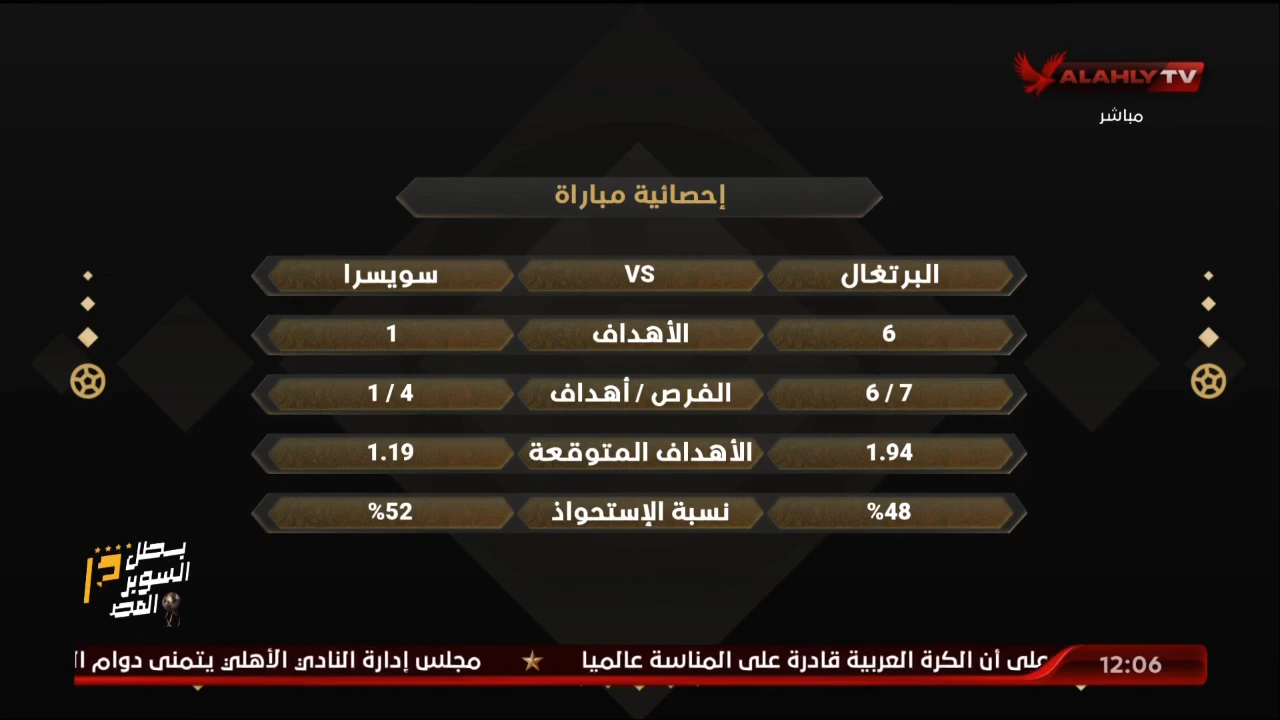 ALAHLY TV
مباشر
إحصائية مباراة
البرتغال VS سويسرا
6 الأهداف 1
6 / 7 الفرص / أهداف 1 / 4
1.94 الأهداف المتوقعة 1.19
%48 نسبة الإستحواذ %52
بطل
السوبر
12:06 على أن الكرة العربية قادرة على المناسة عالميا مجلس إدارة النادي الأهلي يتمنى دوام